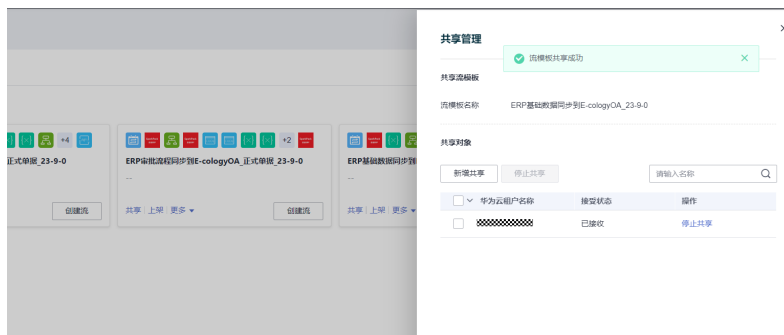 共享管理
流模板共享成功
共享流模板
流模板名称 ERP基础数据同步到E-cologyOA_23-9-0
共享对象
新增共享 停止共享 请输入名称
华为云租户名称 接受状态 操作
已接收 停止共享
+4
正式单据_23-9-0
创建流
+2
ERP审批流程同步到E-cologyOA_正式单据_23-9-0
...
共享 上架 更多
创建流
ERP基础数据同步到
...
共享 上架 更多